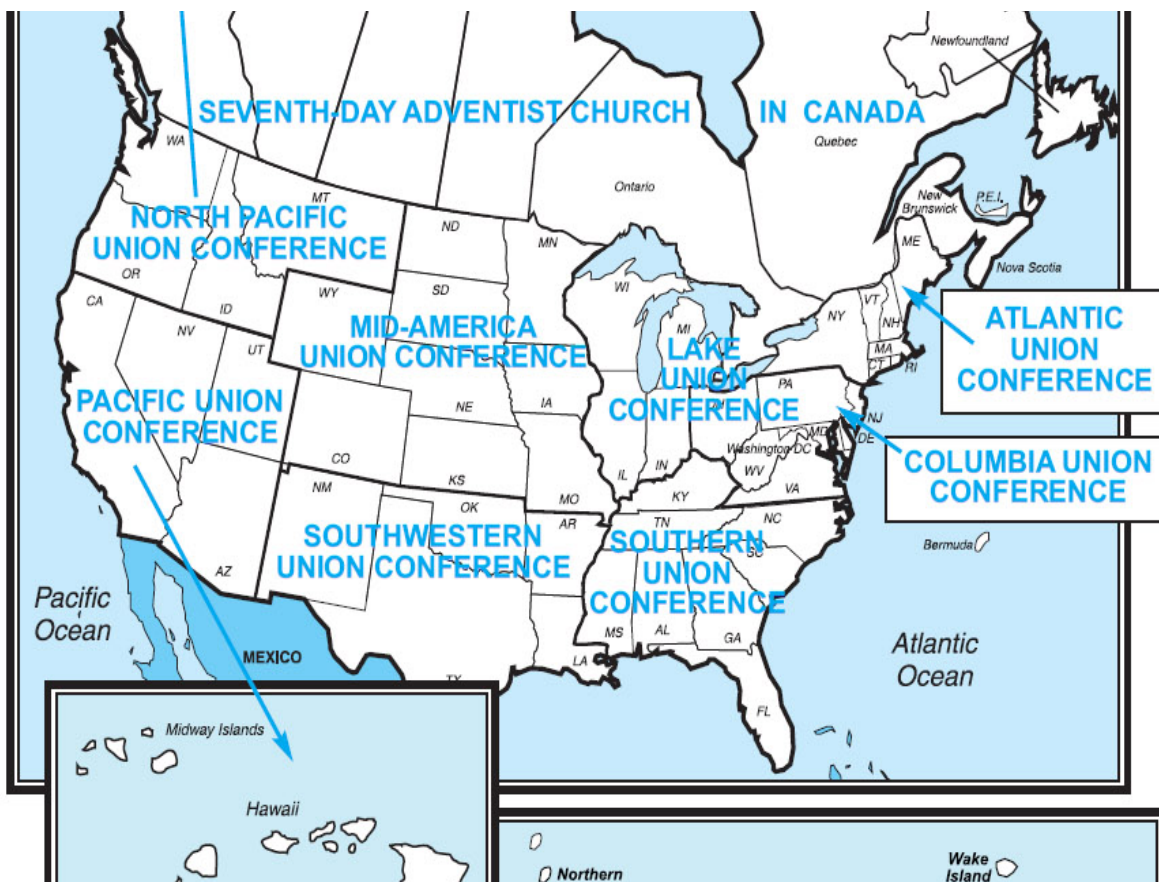 Newfoundland
SEVENTH-DAY ADVENTIST CHURCH IN CANADA
Quebec
WA
Ontario
MT
NORTH PACIFIC
UNION CONFERENCE
New
Brunswick
P.E.I.
ND
MN
ME
OR
Nova Scotia
CA
ID
WY
SD
WI
MI
NY
VT
NH
NV
UT
MID-AMERICA
UNION CONFERENCE
LAKE
UNION
CONFERENCE
MA
CT
RI
ATLANTIC
UNION
CONFERENCE
PACIFIC UNION
CONFERENCE
NE
IA
PA
NJ
MD
DE
Washington DC
CO
KS
MO
IL
IN
WV
VA
KY
COLUMBIA UNION
CONFERENCE
NM
OK
AR
TN
NC
SC
SOUTHWESTERN
UNION CONFERENCE
SOUTHERN
UNION
CONFERENCE
Bermuda
AZ
Pacific
Ocean
MEXICO
TX
LA
MS
AL
GA
FL
Atlantic
Ocean
Midway Islands
Hawaii
Northern
Wake
Island